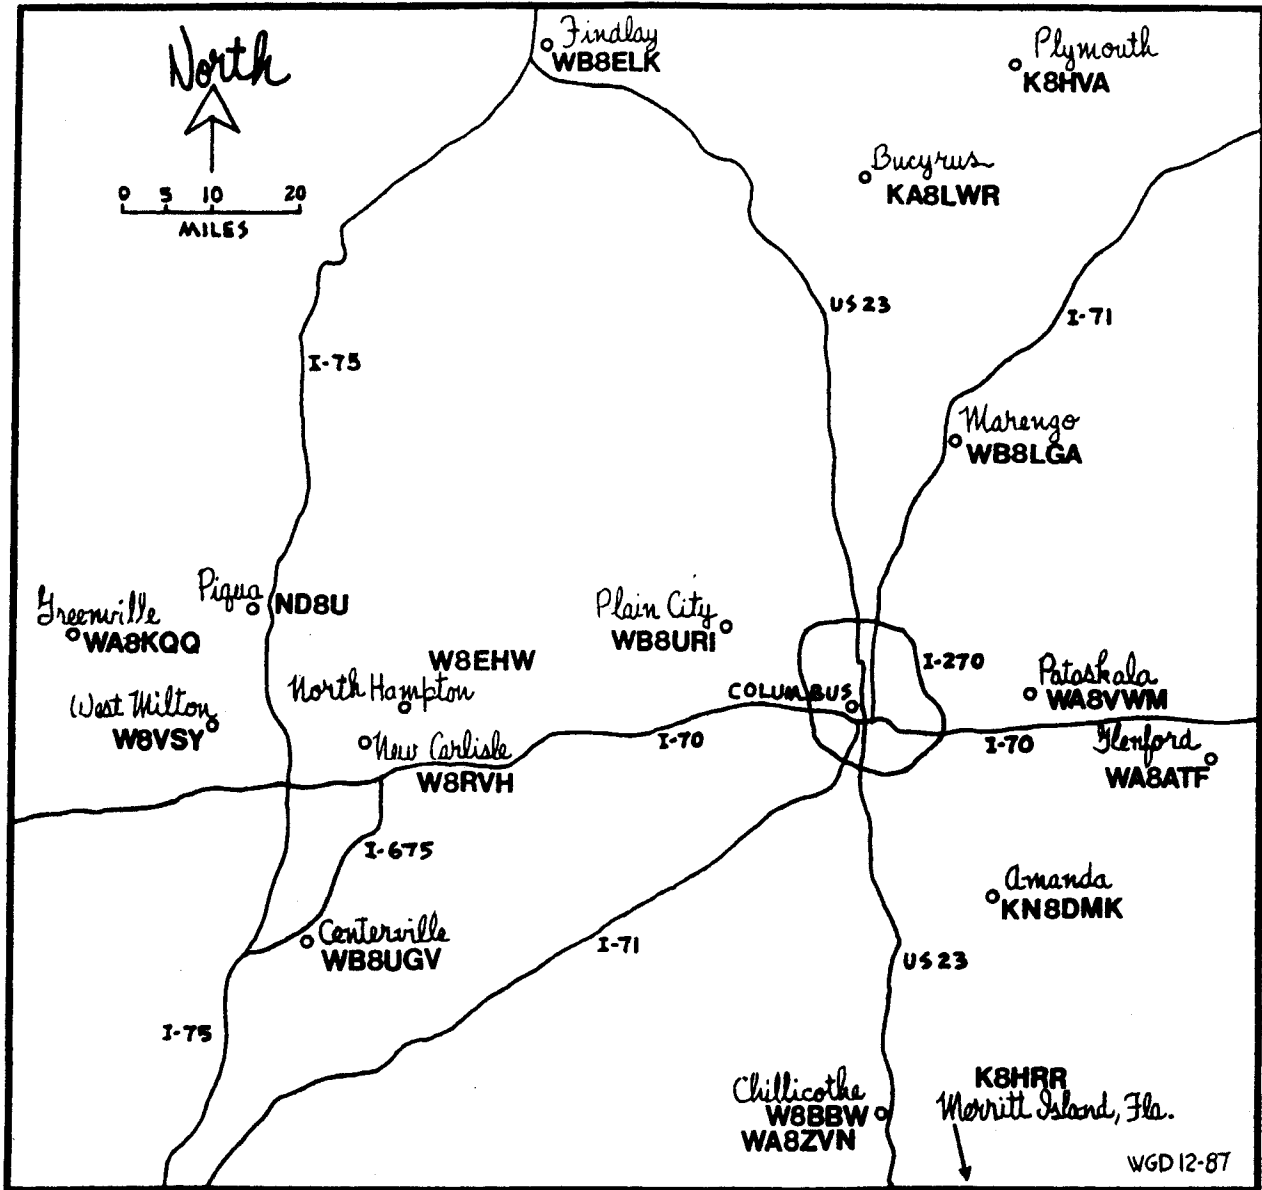 North
0 5 10 20
MILES
Findlay
WB8ELK
Plymouth
K8HVA
Bucyrus
KA8LWR
US 23
I-71
I-75
Marengo
WB8LGA
Greenville
WA8KQQ
Piqua
ND8U
Plain City
WB8URI
W8EHW
North Hampton
I-270
Pataskala
WA8VWM
West Milton
W8VSY
COLUMBUS
New Carlisle
W8RVH
I-70
I-70
Glenford
WA8ATF
I-675
Amanda
KN8DMK
Centerville
WB8UGV
I-71
US 23
I-75
Chillicothe
W8BBW
WA8ZVN
K8HRR
Merritt Island, Fla.
WGD 12-87